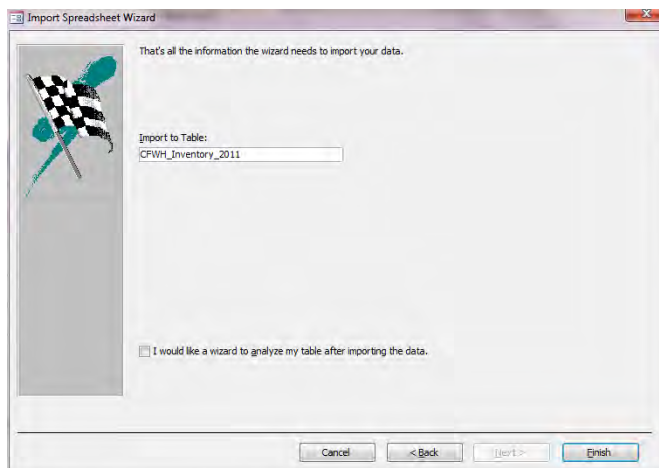 Import Spreadsheet Wizard
That's all the information the wizard needs to import your data.
Import to Table:
CFWH_Inventory_2011
I would like a wizard to analyze my table after importing the data.
Cancel
< Back
Next >
Finish